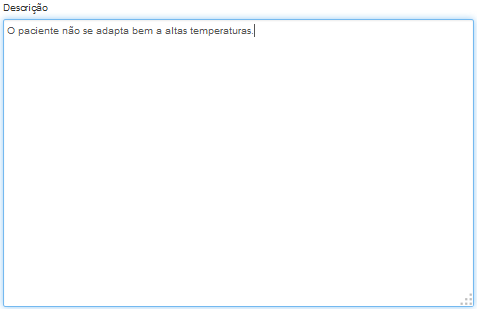 Descrição
O paciente não se adapta bem a altas temperaturas.